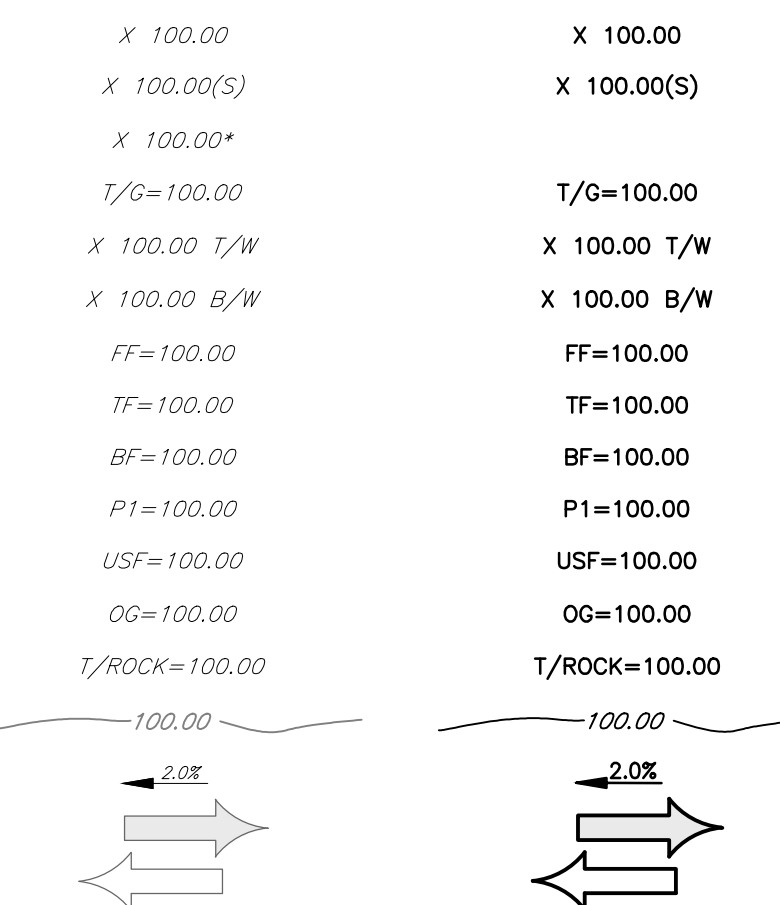 X 100.00 X 100.00
X 100.00(S) X 100.00(S)
X 100.00*
T/G=100.00 T/G=100.00
X 100.00 T/W X 100.00 T/W
X 100.00 B/W X 100.00 B/W
FF=100.00 FF=100.00
TF=100.00 TF=100.00
BF=100.00 BF=100.00
P1=100.00 P1=100.00
USF=100.00 USF=100.00
OG=100.00 OG=100.00
T/ROCK=100.00 T/ROCK=100.00
100.00 100.00
2.0% 2.0%